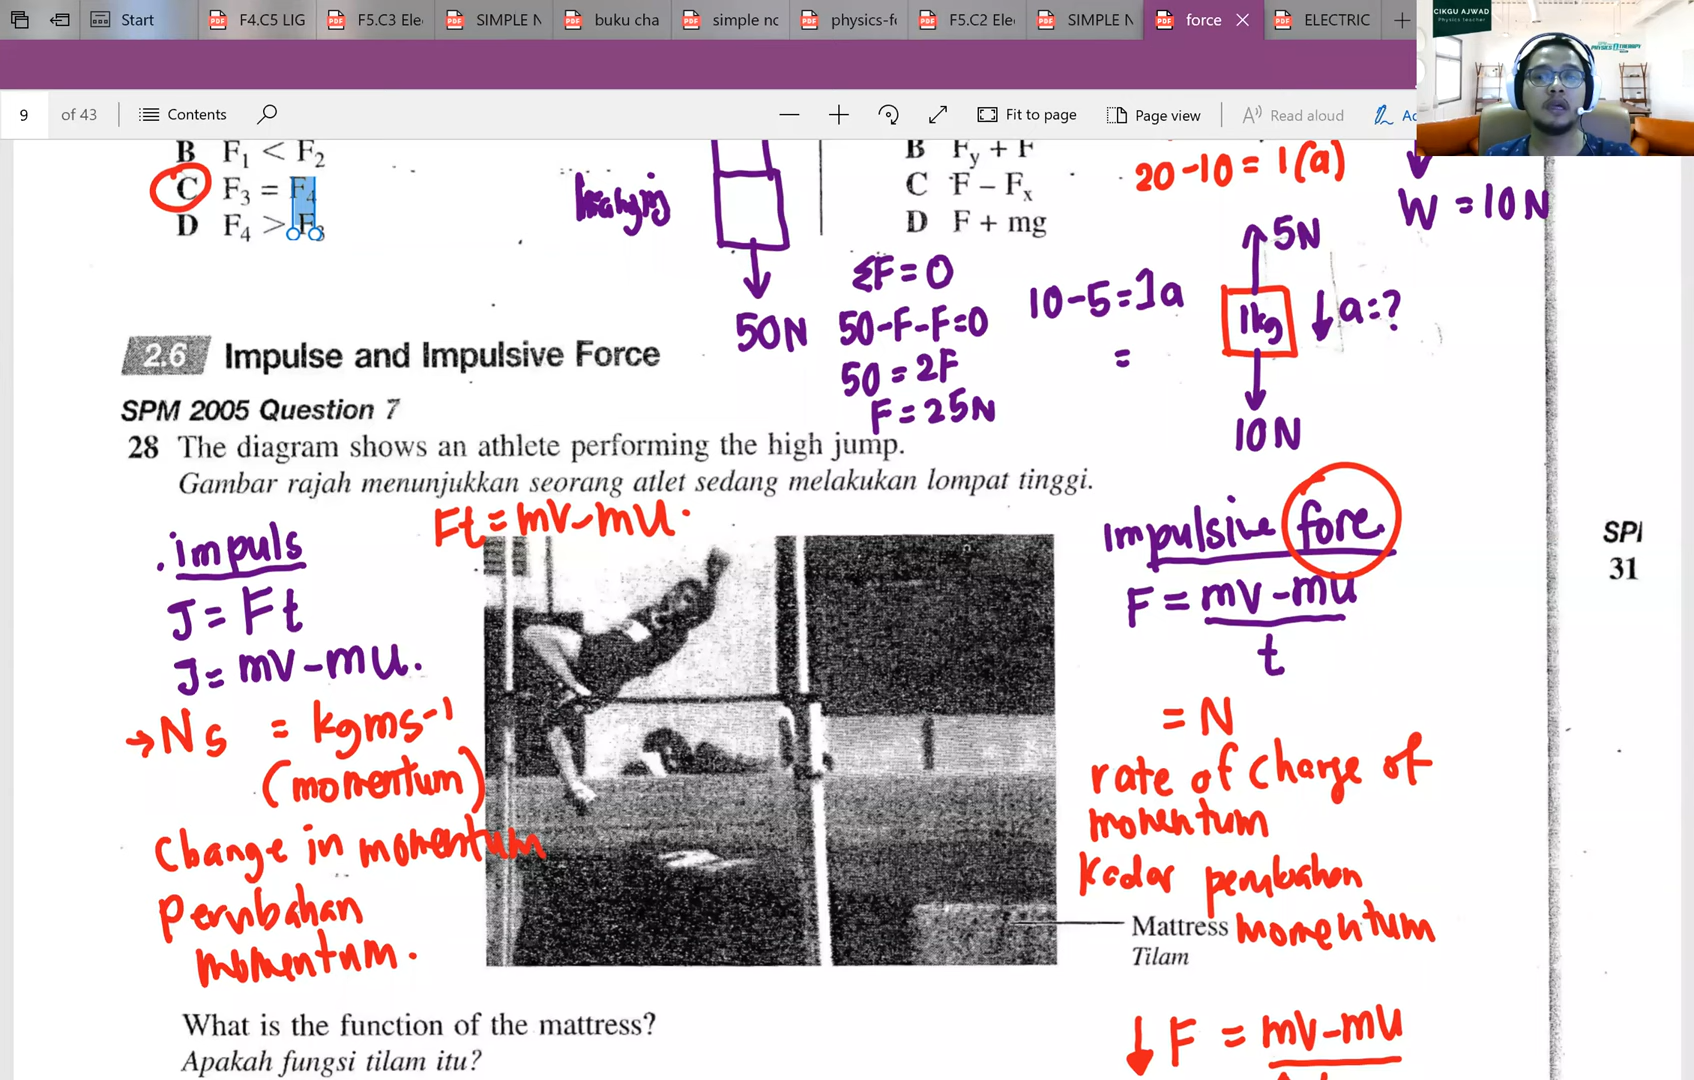 Start
F4.C5 LIG
F5.C3 Ele
SIMPLE N
buku cha
simple nc
physics-f
F5.C2 Ele
SIMPLE N
force
ELECTRIC
CIKGU AJWAD
Physics teacher
9 of 43
Contents
Fit to page
Page view
Read aloud
B F₁ < F₂
C F₃ = F₄
D F₄ > F₃
50N
B Fy + F
C F – Fx
D F + mg
ΣF = 0
50-F-F=0
50 = 2F
F = 25N
20-10 = 1(a)
W = 10N
10-5=1a
=
5N
1kg
a=?
10N
2.6 Impulse and Impulsive Force
SPM 2005 Question 7
28 The diagram shows an athlete performing the high jump.
Gambar rajah menunjukkan seorang atlet sedang melakukan lompat tinggi.
Ft = mv-mu.
impuls
J = Ft
J = mv-mu.
→ Ns = kgms⁻¹
(momentum)
Change in momentum
Perubahan
momentum.
Impulsive fore.
F = mv-mu
t
= N
rate of change of
momentum
Kadar perubahan
momentum
Mattress
Tilam
SPI
31
What is the function of the mattress?
Apakah fungsi tilam itu?
↓ F = mv-mu